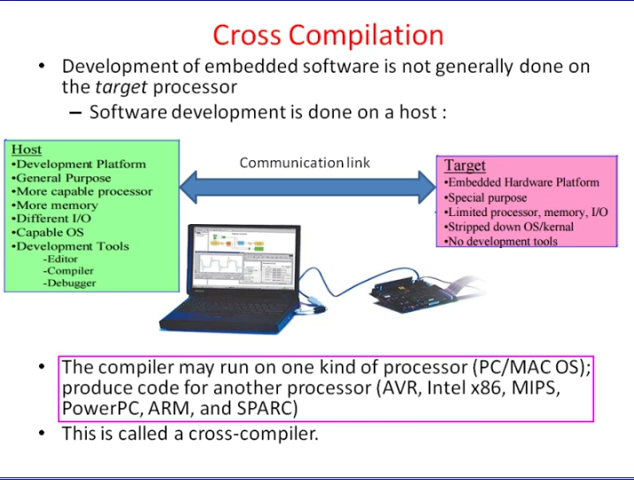 Cross Compilation
• Development of embedded software is not generally done on
the target processor
– Software development is done on a host :
Host
•Development Platform
•General Purpose
•More capable processor
•More memory
•Different I/O
•Capable OS
•Development Tools
-Editor
-Compiler
-Debugger
Communication link
Target
•Embedded Hardware Platform
•Special purpose
•Limited processor, memory, I/O
•Stripped down OS/kernal
•No development tools
• The compiler may run on one kind of processor (PC/MAC OS);
produce code for another processor (AVR, Intel x86, MIPS,
PowerPC, ARM, and SPARC)
• This is called a cross-compiler.